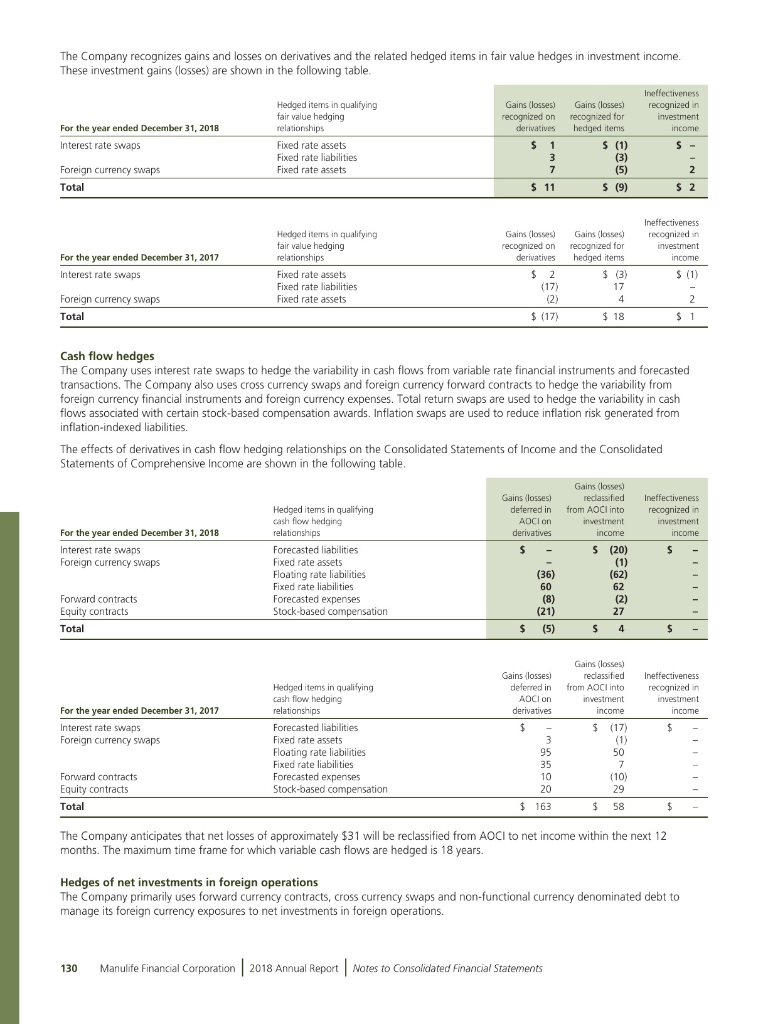 The Company recognizes gains and losses on derivatives and the related hedged items in fair value hedges in investment income.
These investment gains (losses) are shown in the following table.
For the year ended December 31, 2018 Hedged items in qualifying fair value hedging relationships Gains (losses) recognized on derivatives Gains (losses) recognized for hedged items Ineffectiveness recognized in investment income
Interest rate swaps Fixed rate assets $ 1 $ (1) $ –
Fixed rate liabilities 3 (3) –
Foreign currency swaps Fixed rate assets 7 (5) 2
Total $ 11 $ (9) $ 2
For the year ended December 31, 2017 Hedged items in qualifying fair value hedging relationships Gains (losses) recognized on derivatives Gains (losses) recognized for hedged items Ineffectiveness recognized in investment income
Interest rate swaps Fixed rate assets $ 2 $ (3) $ (1)
Fixed rate liabilities (17) 17 –
Foreign currency swaps Fixed rate assets (2) 4 2
Total $ (17) $ 18 $ 1
Cash flow hedges
The Company uses interest rate swaps to hedge the variability in cash flows from variable rate financial instruments and forecasted
transactions. The Company also uses cross currency swaps and foreign currency forward contracts to hedge the variability from
foreign currency financial instruments and foreign currency expenses. Total return swaps are used to hedge the variability in cash
flows associated with certain stock-based compensation awards. Inflation swaps are used to reduce inflation risk generated from
inflation-indexed liabilities.
The effects of derivatives in cash flow hedging relationships on the Consolidated Statements of Income and the Consolidated
Statements of Comprehensive Income are shown in the following table.
For the year ended December 31, 2018 Hedged items in qualifying cash flow hedging relationships Gains (losses) deferred in AOCI on derivatives Gains (losses) reclassified from AOCI into investment income Ineffectiveness recognized in investment income
Interest rate swaps Forecasted liabilities $ – $ (20) $ –
Foreign currency swaps Fixed rate assets – (1) –
Floating rate liabilities (36) (62) –
Fixed rate liabilities 60 62 –
Forward contracts Forecasted expenses (8) (2) –
Equity contracts Stock-based compensation (21) 27 –
Total $ (5) $ 4 $ –
For the year ended December 31, 2017 Hedged items in qualifying cash flow hedging relationships Gains (losses) deferred in AOCI on derivatives Gains (losses) reclassified from AOCI into investment income Ineffectiveness recognized in investment income
Interest rate swaps Forecasted liabilities $ – $ (17) $ –
Foreign currency swaps Fixed rate assets 3 (1) –
Floating rate liabilities 95 50 –
Fixed rate liabilities 35 7 –
Forward contracts Forecasted expenses 10 (10) –
Equity contracts Stock-based compensation 20 29 –
Total $ 163 $ 58 $ –
The Company anticipates that net losses of approximately $31 will be reclassified from AOCI to net income within the next 12
months. The maximum time frame for which variable cash flows are hedged is 18 years.
Hedges of net investments in foreign operations
The Company primarily uses forward currency contracts, cross currency swaps and non-functional currency denominated debt to
manage its foreign currency exposures to net investments in foreign operations.
130 Manulife Financial Corporation | 2018 Annual Report | Notes to Consolidated Financial Statements